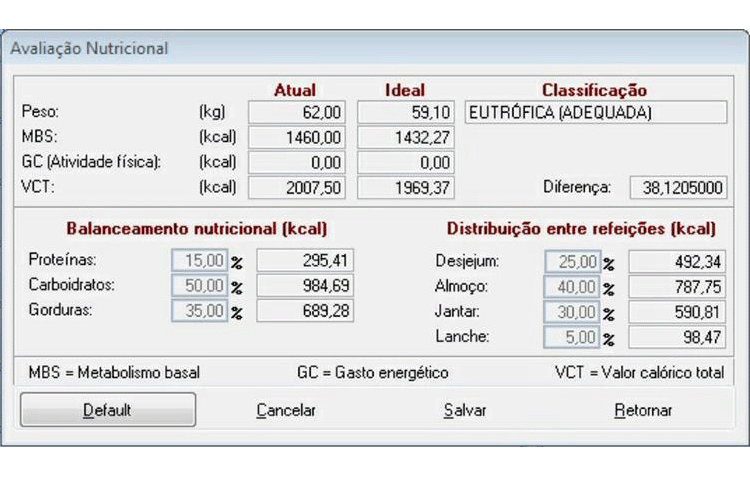 Avaliação Nutricional
Atual Ideal Classificação
Peso: (kg) 62,00 59,10 EUTRÓFICA (ADEQUADA)
MBS: (kcal) 1460,00 1432,27
GC (Atividade física): (kcal) 0,00 0,00
VCT: (kcal) 2007,50 1969,37 Diferença: 38,1205000
Balanceamento nutricional (kcal) Distribuição entre refeições (kcal)
Proteínas: 15,00 % 295,41 Desjejum: 25,00 % 492,34
Carboidratos: 50,00 % 984,69 Almoço: 40,00 % 787,75
Gorduras: 35,00 % 689,28 Jantar: 30,00 % 590,81
Lanche: 5,00 % 98,47
MBS = Metabolismo basal GC = Gasto energético VCT = Valor calórico total
Default Cancelar Salvar Retornar